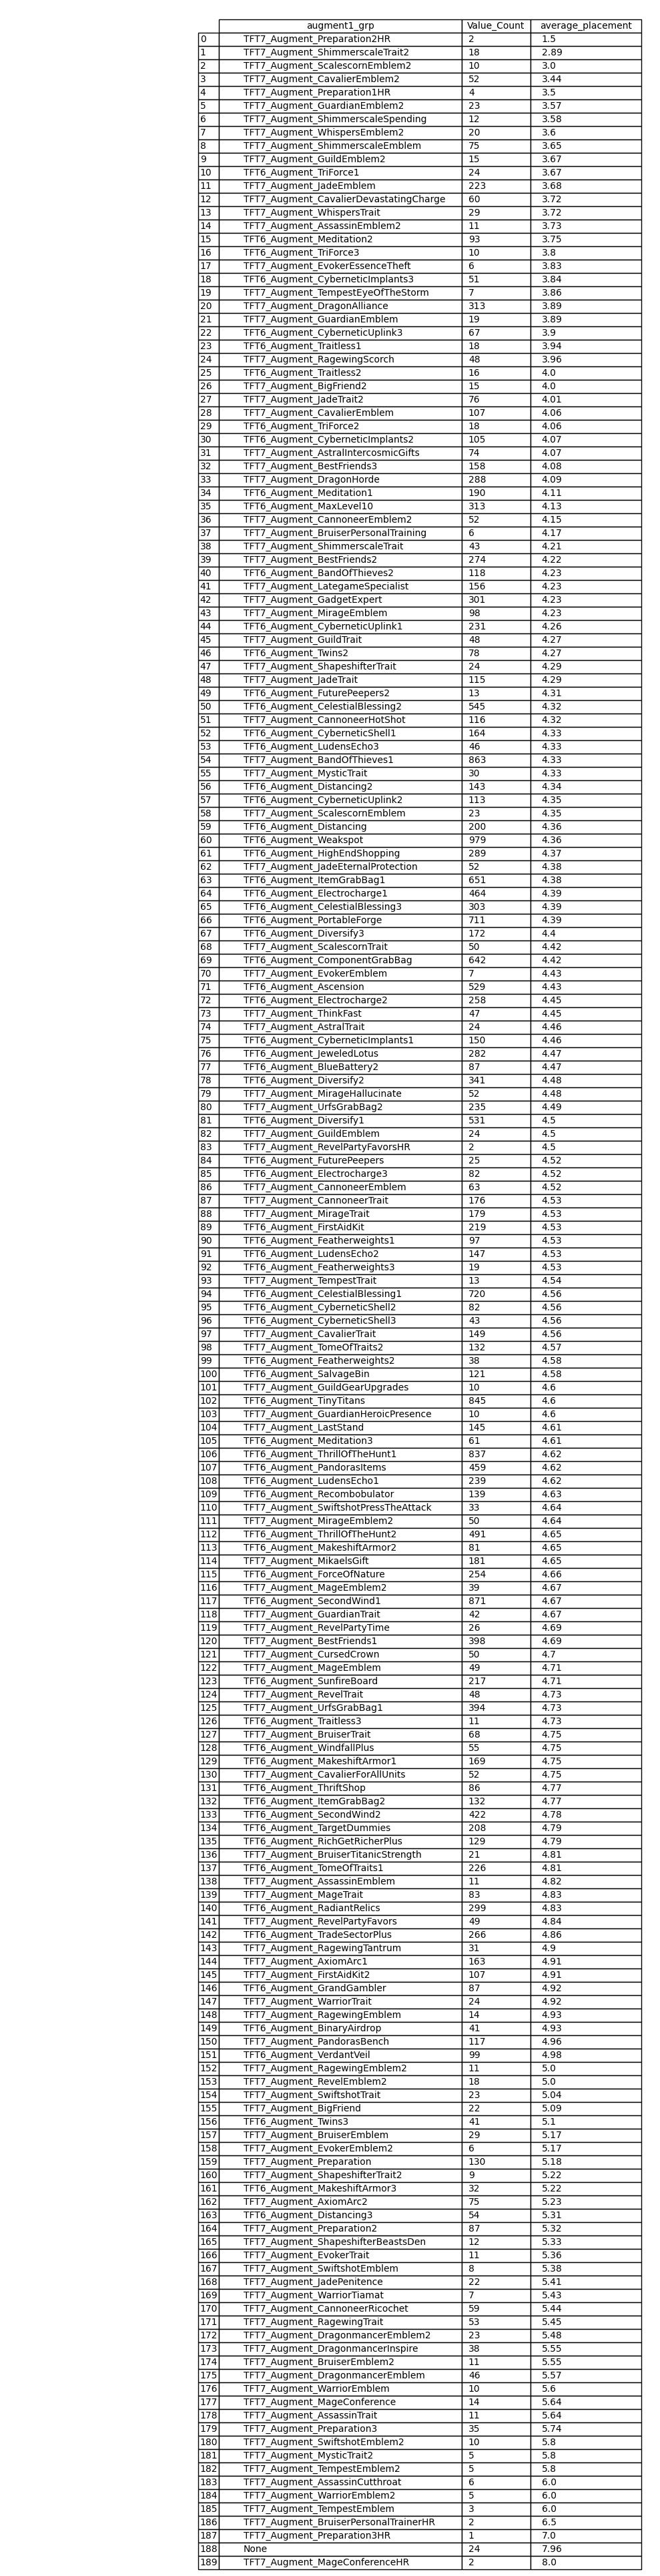 augment1_grp Value_Count average_placement
0 TFT7_Augment_Preparation2HR 2 1.5
1 TFT7_Augment_ShimmerscaleTrait2 18 2.89
2 TFT7_Augment_ScalescornEmblem2 10 3.0
3 TFT7_Augment_CavalierEmblem2 52 3.44
4 TFT7_Augment_Preparation1HR 4 3.5
5 TFT7_Augment_GuardianEmblem2 23 3.57
6 TFT7_Augment_ShimmerscaleSpending 12 3.58
7 TFT7_Augment_WhispersEmblem2 20 3.6
8 TFT7_Augment_ShimmerscaleEmblem 75 3.65
9 TFT7_Augment_GuildEmblem2 15 3.67
10 TFT6_Augment_TriForce1 24 3.67
11 TFT7_Augment_JadeEmblem 223 3.68
12 TFT7_Augment_CavalierDevastatingCharge 60 3.72
13 TFT7_Augment_WhispersTrait 29 3.72
14 TFT7_Augment_AssassinEmblem2 11 3.73
15 TFT6_Augment_Meditation2 93 3.75
16 TFT6_Augment_TriForce3 10 3.8
17 TFT7_Augment_EvokerEssenceTheft 6 3.83
18 TFT6_Augment_CyberneticImplants3 51 3.84
19 TFT7_Augment_TempestEyeOfTheStorm 7 3.86
20 TFT7_Augment_DragonAlliance 313 3.89
21 TFT7_Augment_GuardianEmblem 19 3.89
22 TFT6_Augment_CyberneticUplink3 67 3.9
23 TFT6_Augment_Traitless1 18 3.94
24 TFT7_Augment_RagewingScorch 48 3.96
25 TFT6_Augment_Traitless2 16 4.0
26 TFT7_Augment_BigFriend2 15 4.0
27 TFT7_Augment_JadeTrait2 76 4.01
28 TFT7_Augment_CavalierEmblem 107 4.06
29 TFT6_Augment_TriForce2 18 4.06
30 TFT6_Augment_CyberneticImplants2 105 4.07
31 TFT7_Augment_AstralIntercosmicGifts 74 4.07
32 TFT7_Augment_BestFriends3 158 4.08
33 TFT7_Augment_DragonHorde 288 4.09
34 TFT6_Augment_Meditation1 190 4.11
35 TFT6_Augment_MaxLevel10 313 4.13
36 TFT7_Augment_CannoneerEmblem2 52 4.15
37 TFT7_Augment_BruiserPersonalTraining 6 4.17
38 TFT7_Augment_ShimmerscaleTrait 43 4.21
39 TFT7_Augment_BestFriends2 274 4.22
40 TFT6_Augment_BandOfThieves2 118 4.23
41 TFT7_Augment_LategameSpecialist 156 4.23
42 TFT7_Augment_GadgetExpert 301 4.23
43 TFT7_Augment_MirageEmblem 98 4.23
44 TFT6_Augment_CyberneticUplink1 231 4.26
45 TFT7_Augment_GuildTrait 48 4.27
46 TFT6_Augment_Twins2 78 4.27
47 TFT7_Augment_ShapeshifterTrait 24 4.29
48 TFT7_Augment_JadeTrait 115 4.29
49 TFT6_Augment_FuturePeepers2 13 4.31
50 TFT6_Augment_CelestialBlessing2 545 4.32
51 TFT7_Augment_CannoneerHotShot 116 4.32
52 TFT6_Augment_CyberneticShell1 164 4.33
53 TFT6_Augment_LudensEcho3 46 4.33
54 TFT7_Augment_BandOfThieves1 863 4.33
55 TFT7_Augment_MysticTrait 30 4.33
56 TFT6_Augment_Distancing2 143 4.34
57 TFT6_Augment_CyberneticUplink2 113 4.35
58 TFT7_Augment_ScalescornEmblem 23 4.35
59 TFT6_Augment_Distancing 200 4.36
60 TFT6_Augment_Weakspot 979 4.36
61 TFT6_Augment_HighEndShopping 289 4.37
62 TFT7_Augment_JadeEternalProtection 52 4.38
63 TFT6_Augment_ItemGrabBag1 651 4.38
64 TFT6_Augment_Electrocharge1 464 4.39
65 TFT6_Augment_CelestialBlessing3 303 4.39
66 TFT6_Augment_PortableForge 711 4.39
67 TFT6_Augment_Diversify3 172 4.4
68 TFT7_Augment_ScalescornTrait 50 4.42
69 TFT6_Augment_ComponentGrabBag 642 4.42
70 TFT7_Augment_EvokerEmblem 7 4.43
71 TFT6_Augment_Ascension 529 4.43
72 TFT6_Augment_Electrocharge2 258 4.45
73 TFT7_Augment_ThinkFast 47 4.45
74 TFT7_Augment_AstralTrait 24 4.46
75 TFT6_Augment_CyberneticImplants1 150 4.46
76 TFT6_Augment_JeweledLotus 282 4.47
77 TFT7_Augment_BlueBattery2 87 4.47
78 TFT6_Augment_Diversify2 341 4.48
79 TFT7_Augment_MirageHallucinate 52 4.48
80 TFT7_Augment_UrfsGrabBag2 235 4.49
81 TFT6_Augment_Diversify1 531 4.5
82 TFT7_Augment_GuildEmblem 24 4.5
83 TFT7_Augment_RevelPartyFavorsHR 2 4.5
84 TFT6_Augment_FuturePeepers 25 4.52
85 TFT6_Augment_Electrocharge3 82 4.52
86 TFT7_Augment_CannoneerEmblem 63 4.52
87 TFT7_Augment_CannoneerTrait 176 4.53
88 TFT7_Augment_MirageTrait 179 4.53
89 TFT6_Augment_FirstAidKit 219 4.53
90 TFT6_Augment_Featherweights1 97 4.53
91 TFT6_Augment_LudensEcho2 147 4.53
92 TFT6_Augment_Featherweights3 19 4.53
93 TFT7_Augment_TempestTrait 13 4.54
94 TFT6_Augment_CelestialBlessing1 720 4.56
95 TFT6_Augment_CyberneticShell2 82 4.56
96 TFT6_Augment_CyberneticShell3 43 4.56
97 TFT7_Augment_CavalierTrait 149 4.56
98 TFT7_Augment_TomeOfTraits2 132 4.57
99 TFT6_Augment_Featherweights2 38 4.58
100 TFT6_Augment_SalvageBin 121 4.58
101 TFT7_Augment_GuildGearUpgrades 10 4.6
102 TFT6_Augment_TinyTitans 845 4.6
103 TFT7_Augment_GuardianHeroicPresence 10 4.6
104 TFT7_Augment_LastStand 145 4.61
105 TFT6_Augment_Meditation3 61 4.61
106 TFT6_Augment_ThrillOfTheHunt1 837 4.62
107 TFT6_Augment_PandorasItems 459 4.62
108 TFT6_Augment_LudensEcho1 239 4.62
109 TFT6_Augment_Recombobulator 139 4.63
110 TFT7_Augment_SwiftshotPressTheAttack 33 4.64
111 TFT7_Augment_MirageEmblem2 50 4.64
112 TFT6_Augment_ThrillOfTheHunt2 491 4.65
113 TFT6_Augment_MakeshiftArmor2 81 4.65
114 TFT7_Augment_MikaelsGift 181 4.65
115 TFT6_Augment_ForceOfNature 254 4.66
116 TFT7_Augment_MageEmblem2 39 4.67
117 TFT6_Augment_SecondWind1 871 4.67
118 TFT7_Augment_GuardianTrait 42 4.67
119 TFT7_Augment_RevelPartyTime 26 4.69
120 TFT7_Augment_BestFriends1 398 4.69
121 TFT7_Augment_CursedCrown 50 4.7
122 TFT7_Augment_MageEmblem 49 4.71
123 TFT6_Augment_SunfireBoard 217 4.71
124 TFT7_Augment_RevelTrait 48 4.73
125 TFT7_Augment_UrfsGrabBag1 394 4.73
126 TFT6_Augment_Traitless3 11 4.73
127 TFT7_Augment_BruiserTrait 68 4.75
128 TFT6_Augment_WindfallPlus 55 4.75
129 TFT6_Augment_MakeshiftArmor1 169 4.75
130 TFT7_Augment_CavalierForAllUnits 52 4.75
131 TFT6_Augment_ThriftShop 86 4.77
132 TFT6_Augment_ItemGrabBag2 132 4.77
133 TFT6_Augment_SecondWind2 422 4.78
134 TFT6_Augment_TargetDummies 208 4.79
135 TFT6_Augment_RichGetRicherPlus 129 4.79
136 TFT7_Augment_BruiserTitanicStrength 21 4.81
137 TFT6_Augment_TomeOfTraits1 226 4.81
138 TFT7_Augment_AssassinEmblem 11 4.82
139 TFT7_Augment_MageTrait 83 4.83
140 TFT6_Augment_RadiantRelics 299 4.83
141 TFT7_Augment_RevelPartyFavors 49 4.84
142 TFT6_Augment_TradeSectorPlus 266 4.86
143 TFT7_Augment_RagewingTantrum 31 4.9
144 TFT7_Augment_AxiomArc1 163 4.91
145 TFT7_Augment_FirstAidKit2 107 4.91
146 TFT6_Augment_GrandGambler 87 4.92
147 TFT7_Augment_WarriorTrait 24 4.92
148 TFT7_Augment_RagewingEmblem 14 4.93
149 TFT6_Augment_BinaryAirdrop 41 4.93
150 TFT7_Augment_PandorasBench 117 4.96
151 TFT6_Augment_VerdantVeil 99 4.98
152 TFT7_Augment_RagewingEmblem2 11 5.0
153 TFT7_Augment_RevelEmblem2 18 5.0
154 TFT7_Augment_SwiftshotTrait 23 5.04
155 TFT7_Augment_BigFriend 22 5.09
156 TFT6_Augment_Twins3 41 5.1
157 TFT7_Augment_BruiserEmblem 29 5.17
158 TFT7_Augment_EvokerEmblem2 6 5.17
159 TFT7_Augment_Preparation 130 5.18
160 TFT7_Augment_ShapeshifterTrait2 9 5.22
161 TFT6_Augment_MakeshiftArmor3 32 5.22
162 TFT7_Augment_AxiomArc2 75 5.23
163 TFT6_Augment_Distancing3 54 5.31
164 TFT7_Augment_Preparation2 87 5.32
165 TFT7_Augment_ShapeshifterBeastsDen 12 5.33
166 TFT7_Augment_EvokerTrait 11 5.36
167 TFT7_Augment_SwiftshotEmblem 8 5.38
168 TFT7_Augment_JadePenitence 22 5.41
169 TFT7_Augment_WarriorTiamat 7 5.43
170 TFT7_Augment_CannoneerRicochet 59 5.44
171 TFT7_Augment_RagewingTrait 53 5.45
172 TFT7_Augment_DragonmancerEmblem2 23 5.48
173 TFT7_Augment_DragonmancerInspire 38 5.55
174 TFT7_Augment_BruiserEmblem2 11 5.55
175 TFT7_Augment_DragonmancerEmblem 46 5.57
176 TFT7_Augment_WarriorEmblem 10 5.6
177 TFT7_Augment_MageConference 14 5.64
178 TFT7_Augment_AssassinTrait 11 5.64
179 TFT7_Augment_Preparation3 35 5.74
180 TFT7_Augment_SwiftshotEmblem2 10 5.8
181 TFT7_Augment_MysticTrait2 5 5.8
182 TFT7_Augment_TempestEmblem2 5 5.8
183 TFT7_Augment_AssassinCutthroat 6 6.0
184 TFT7_Augment_WarriorEmblem2 5 6.0
185 TFT7_Augment_TempestEmblem 3 6.0
186 TFT7_Augment_BruiserPersonalTrainerHR 2 6.5
187 TFT7_Augment_Preparation3HR 1 7.0
188 None 24 7.96
189 TFT7_Augment_MageConferenceHR 2 8.0